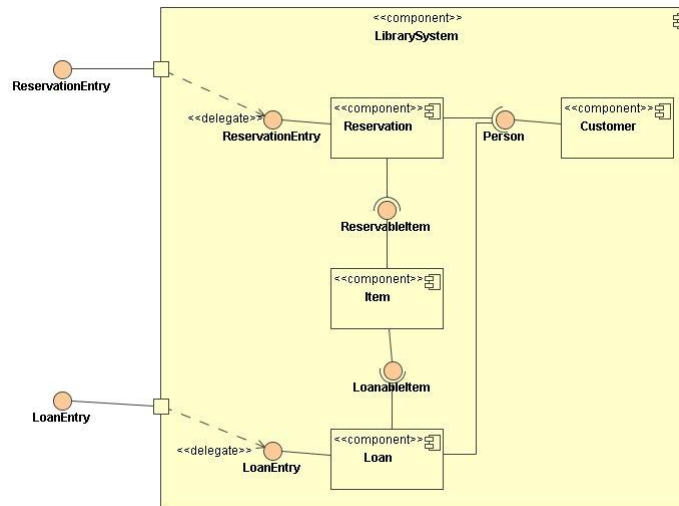 <<component>>
LibrarySystem
ReservationEntry
<<delegate>>
ReservationEntry
<<component>>
Reservation
Person
<<component>>
Customer
ReservableItem
<<component>>
Item
LoanableItem
LoanEntry
<<delegate>>
LoanEntry
<<component>>
Loan